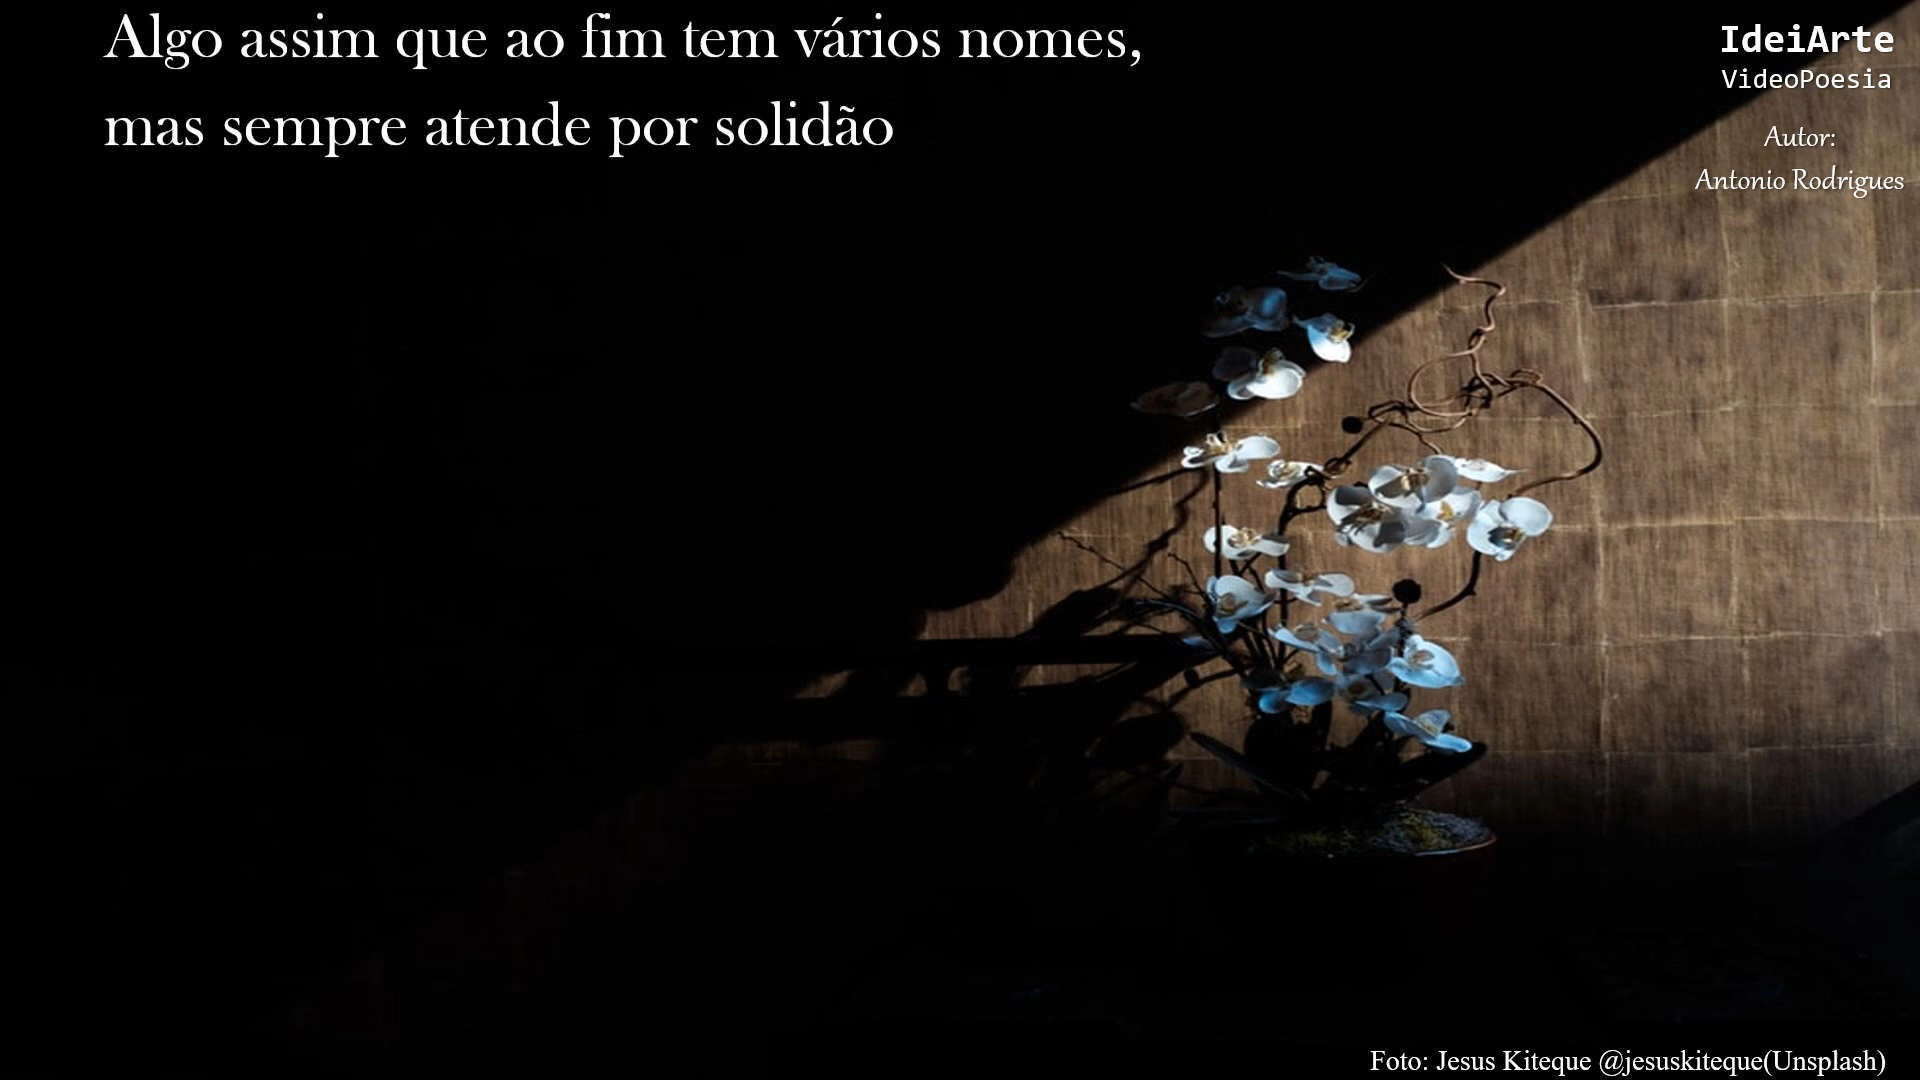 Algo assim que ao fim tem vários nomes,
mas sempre atende por solidão
IdeiArte
VideoPoesia
Autor:
Antonio Rodrigues
Foto: Jesus Kiteque @jesuskiteque(Unsplash)